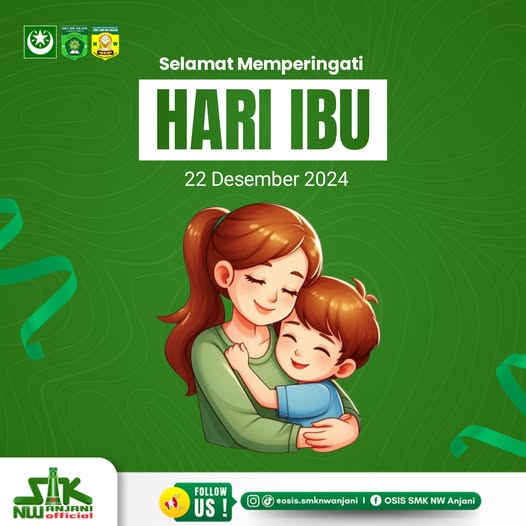 Selamat Memperingati
HARI IBU
22 Desember 2024
SMK
NW ANJANI
official
FOLLOW
US !
@osis.smknwanjani | OSIS SMK NW Anjani